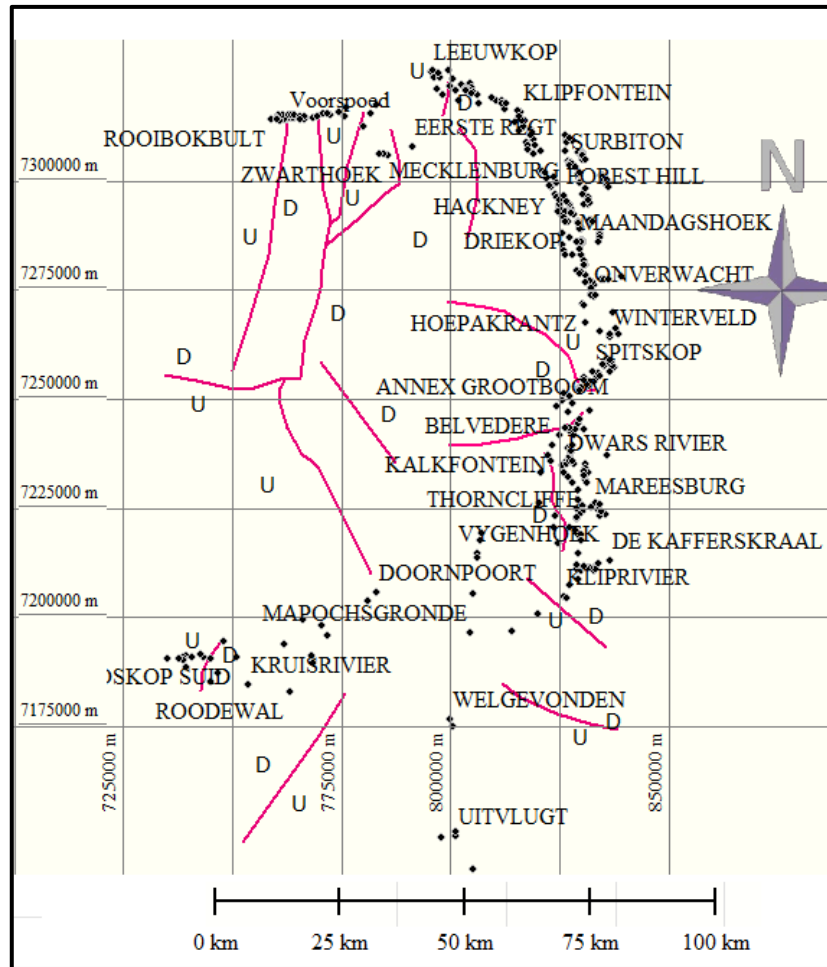 LEEUWKOP
U
D
KLIPFONTEIN
Voorspoed
ROOIBOKBULT
U
EERSTE REGT
SURBITON
N
7300000 m
ZWARTHOEK
MECKLENBURG
FOREST HILL
U
D
HACKNEY
MAANDAGSHOEK
U
D
DRIEKOP
7275000 m
ONVERWACHT
D
HOEPAKRANTZ
WINTERVELD
U
D
D
SPITSKOP
7250000 m
U
ANNEX GROOTBOOM
D
BELVEDERE
DWARS RIVIER
KALKFONTEIN
U
THORNCLIFFE
MAREESBURG
7225000 m
D
VYGENHOEK
DE KAFFERSKRAAL
DOORNPOORT
KLIPRIVIER
7200000 m
MAPOCHSGRONDE
U
D
U
D
OSKOP SUID
KRUISRIVIER
ROODEWAL
WELGEVONDEN
7175000 m
D
U
D
U
725000 m
775000 m
800000 m
850000 m
UITVLUGT
0 km
25 km
50 km
75 km
100 km